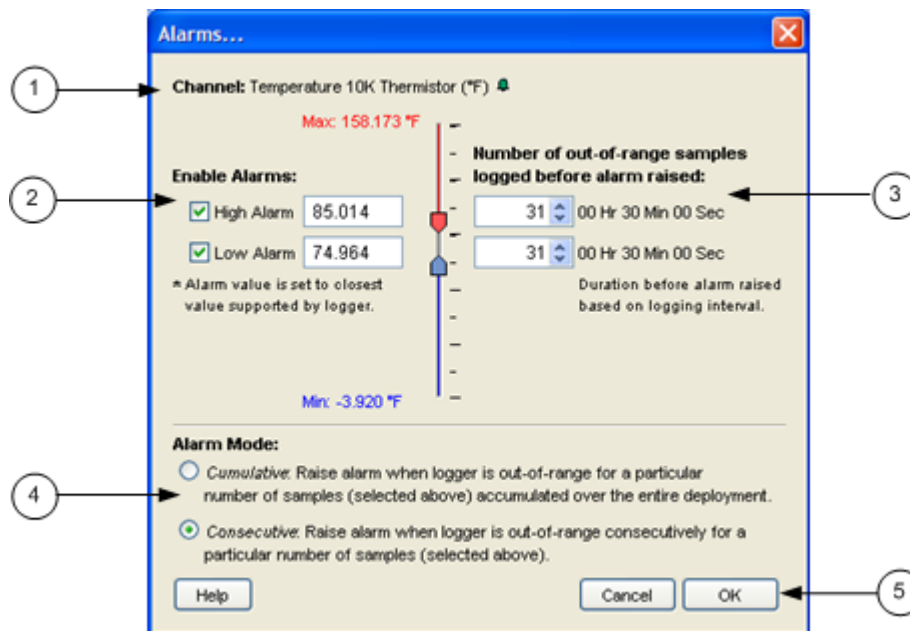 Alarms...
1
Channel: Temperature 10K Thermistor (°F)
Max: 158.173 °F
Number of out-of-range samples
logged before alarm raised:
2
Enable Alarms:
3
High Alarm 85.014
31 00 Hr 30 Min 00 Sec
Low Alarm 74.964
31 00 Hr 30 Min 00 Sec
* Alarm value is set to closest
value supported by logger.
Duration before alarm raised
based on logging interval.
Min: -3.920 °F
Alarm Mode:
4
Cumulative: Raise alarm when logger is out-of-range for a particular
number of samples (selected above) accumulated over the entire deployment.
Consecutive: Raise alarm when logger is out-of-range consecutively for a
particular number of samples (selected above).
Help
Cancel
OK
5